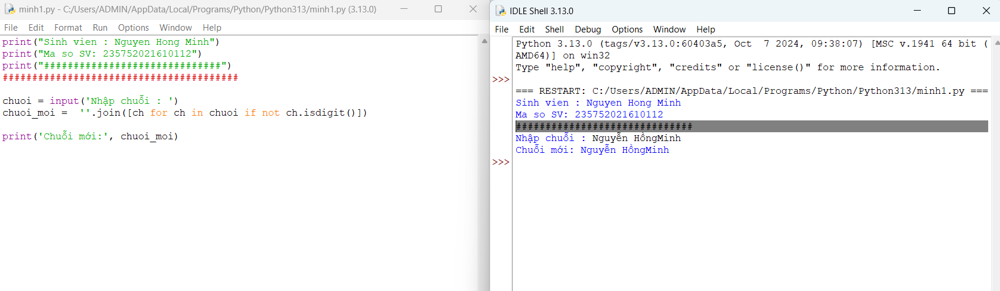 minh1.py - C:/Users/ADMIN/AppData/Local/Programs/Python/Python313/minh1.py (3.13.0)
File Edit Format Run Options Window Help
print("Sinh vien : Nguyen Hong Minh")
print("Ma so SV: 235752021610112")
print("##############################")
########################################
chuoi = input('Nhập chuỗi : ')
chuoi_moi =  ''.join([ch for ch in chuoi if not ch.isdigit()])
print('Chuỗi mới:', chuoi_moi)
IDLE Shell 3.13.0
File Edit Shell Debug Options Window Help
Python 3.13.0 (tags/v3.13.0:60403a5, Oct  7 2024, 09:38:07) [MSC v.1941 64 bit (
AMD64)] on win32
Type "help", "copyright", "credits" or "license()" for more information.
>>>
=== RESTART: C:/Users/ADMIN/AppData/Local/Programs/Python/Python313/minh1.py ===
Sinh vien : Nguyen Hong Minh
Ma so SV: 235752021610112
##############################
Nhập chuỗi : Nguyễn HồngMinh
Chuỗi mới: Nguyễn HồngMinh
>>>